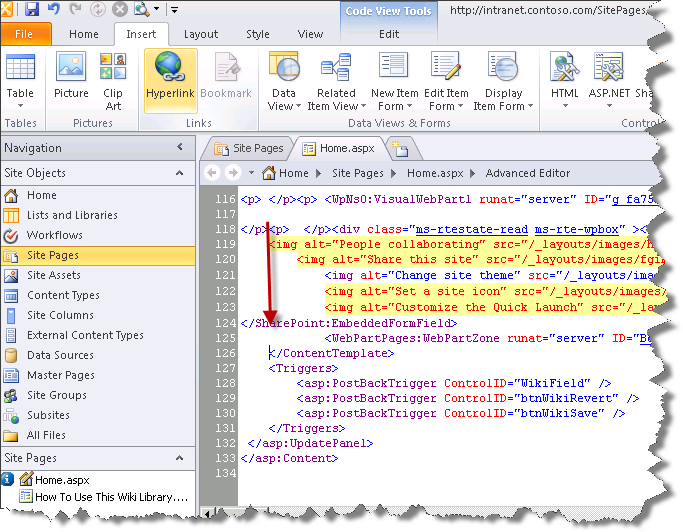 Code View Tools
http://intranet.contoso.com/SitePages,
File Home Insert Layout Style View Edit
Table Picture Clip Art Hyperlink Bookmark Data View Related Item View New Item Form Edit Item Form Display Form HTML ASP.NET
Tables Pictures Links Data Views & Forms
Navigation
Site Pages Home.aspx
Site Objects
Home Site Pages Home.aspx Advanced Editor
Home
Lists and Libraries
Workflows
Site Pages
Site Assets
Content Types
Site Columns
External Content Types
Data Sources
Master Pages
Site Groups
Subsites
All Files
Site Pages
Home.aspx
How To Use This Wiki Library....
116 <p> </p><p> <WpNs0:VisualWebPart1 runat="server" ID="g_fa75
117
118 </p><p>  </p><div class="ms-rtestate-read ms-rte-wpbox" ><
119 <img alt="People collaborating" src="/_layouts/images/h
120 <img alt="Share this site" src="/_layouts/images/fgim
121 <img alt="Change site theme" src="/_layouts/ima
122 <img alt="Set a site icon" src="/_layouts/images/
123 <img alt="Customize the Quick Launch" src="/_la
124 </SharePoint:EmbeddedFormField>
125 <WebPartPages:WebPartZone runat="server" ID="B
126 </ContentTemplate>
127 <Triggers>
128 <asp:PostBackTrigger ControlID="WikiField" />
129 <asp:PostBackTrigger ControlID="btnWikiRevert" />
130 <asp:PostBackTrigger ControlID="btnWikiSave" />
131 </Triggers>
132 </asp:UpdatePanel>
133 </asp:Content>
134